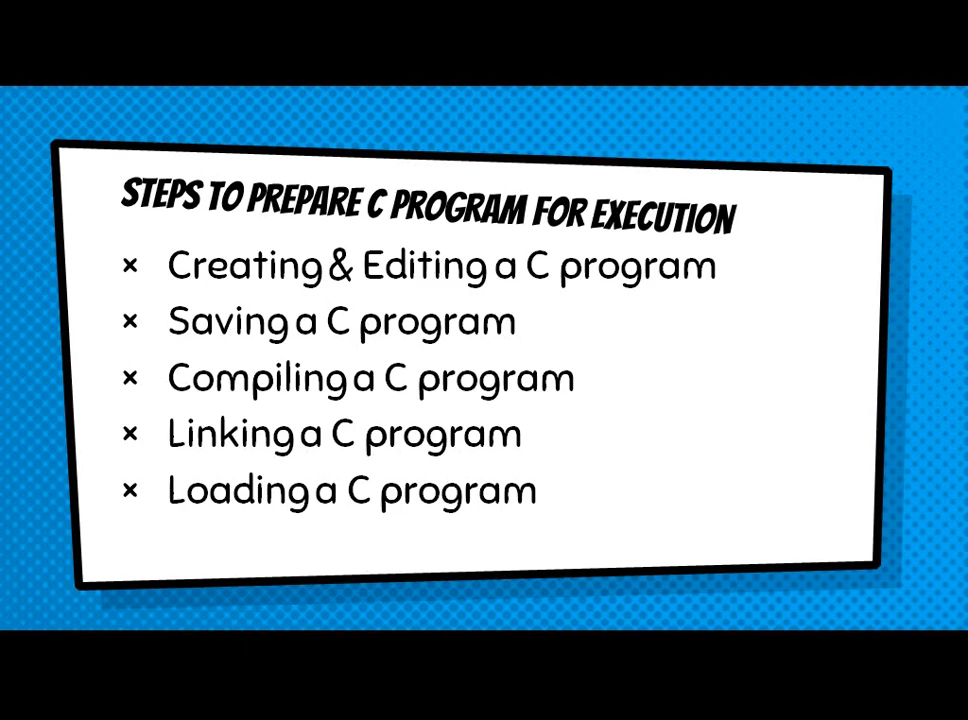 STEPS TO PREPARE C PROGRAM FOR EXECUTION
× Creating & Editing a C program
× Saving a C program
× Compiling a C program
× Linking a C program
× Loading a C program